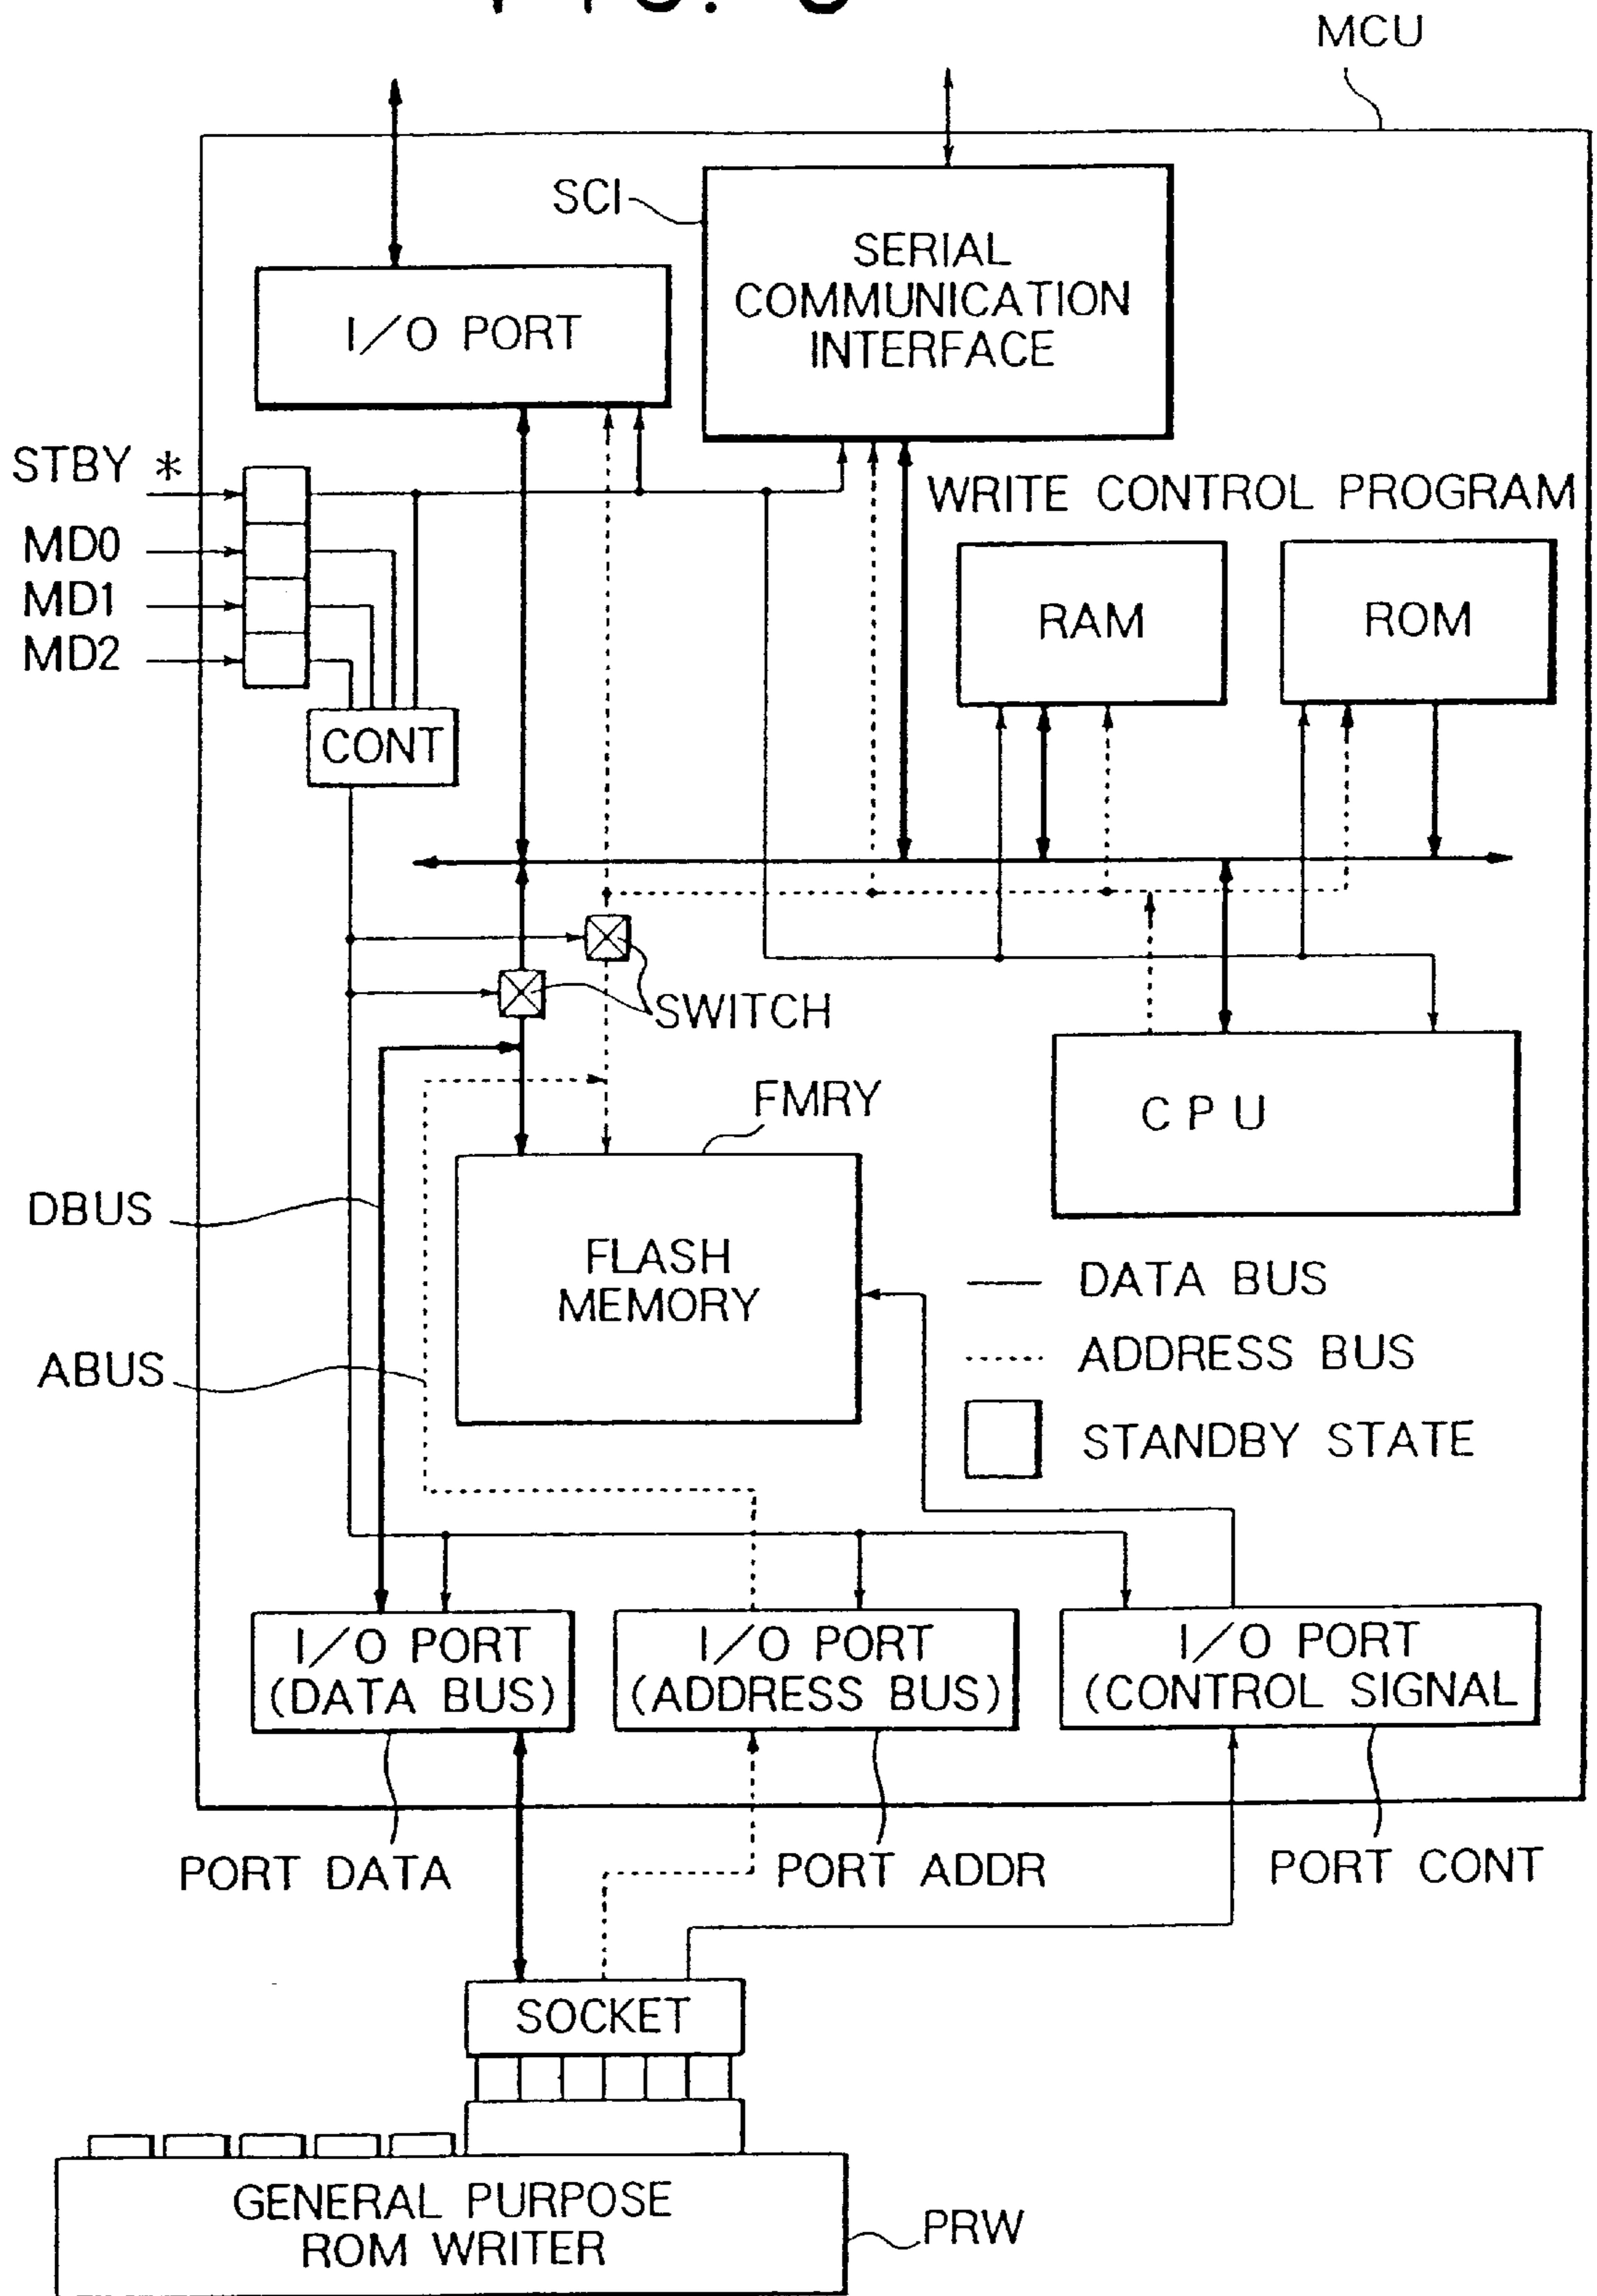 MCU
SCI
SERIAL
COMMUNICATION
INTERFACE
I/O PORT
STBY *
MD0
MD1
MD2
CONT
WRITE CONTROL PROGRAM
RAM
ROM
SWITCH
FMRY
CPU
DBUS
FLASH
MEMORY
ABUS
DATA BUS
ADDRESS BUS
STANDBY STATE
I/O PORT
(DATA BUS)
I/O PORT
(ADDRESS BUS)
I/O PORT
(CONTROL SIGNAL
PORT DATA
PORT ADDR
PORT CONT
SOCKET
GENERAL PURPOSE
ROM WRITER
PRW